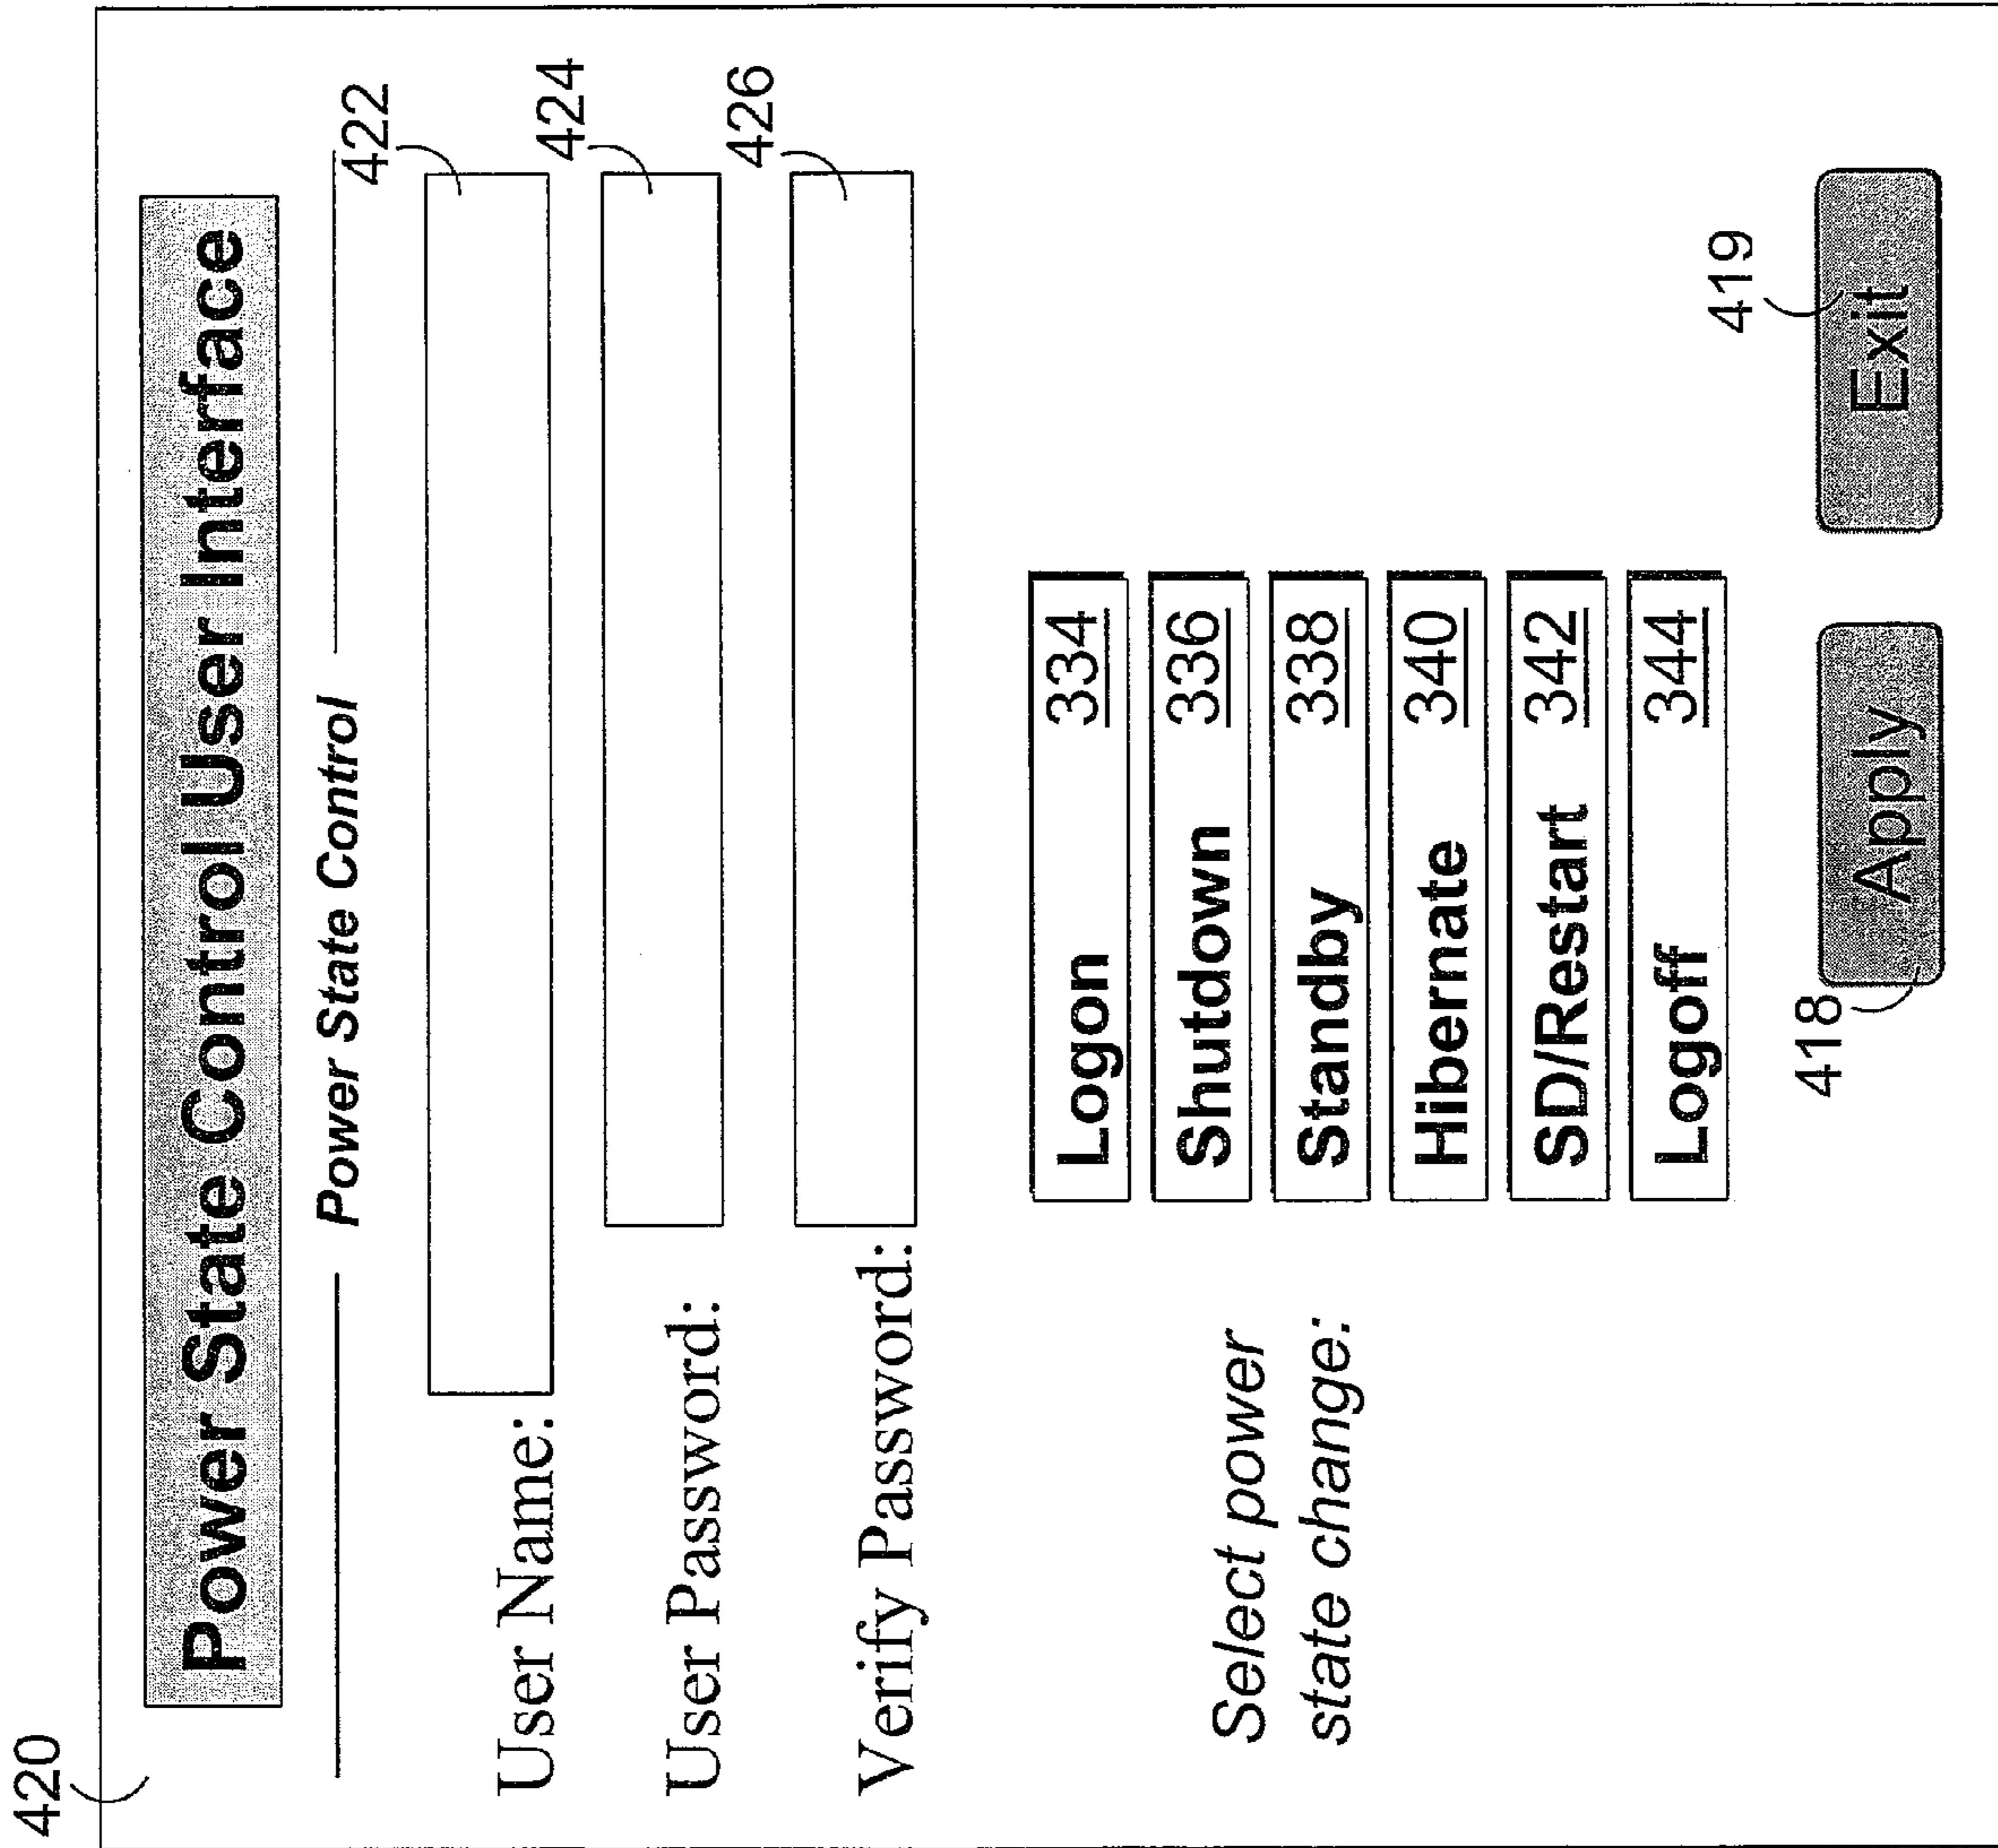 420
Power State Control User Interface
Power State Control
422
User Name:
424
User Password:
426
Verify Password:
Select power
state change:
Logon 334
Shutdown 336
Standby 338
Hibernate 340
SD/Restart 342
Logoff 344
419
418
Apply
Exit